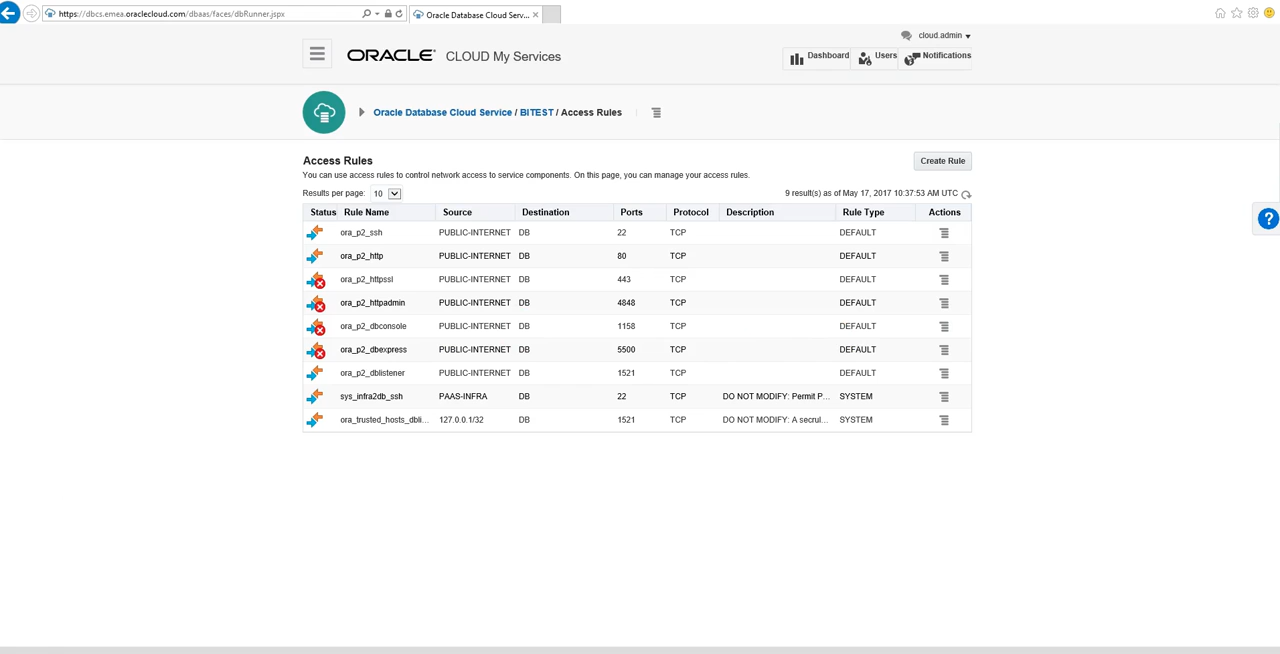 https://dbcs.emea.oraclecloud.com/dbaas/faces/dbRunner.jspx
Oracle Database Cloud Serv...
cloud.admin
ORACLE CLOUD My Services
Dashboard Users Notifications
Oracle Database Cloud Service / BITEST / Access Rules
Access Rules
Create Rule
You can use access rules to control network access to service components. On this page, you can manage your access rules.
Results per page: 10
9 result(s) as of May 17, 2017 10:37:53 AM UTC
Status Rule Name Source Destination Ports Protocol Description Rule Type Actions
ora_p2_ssh PUBLIC-INTERNET DB 22 TCP DEFAULT
ora_p2_http PUBLIC-INTERNET DB 80 TCP DEFAULT
ora_p2_httpssl PUBLIC-INTERNET DB 443 TCP DEFAULT
ora_p2_httpadmin PUBLIC-INTERNET DB 4848 TCP DEFAULT
ora_p2_dbconsole PUBLIC-INTERNET DB 1158 TCP DEFAULT
ora_p2_dbexpress PUBLIC-INTERNET DB 5500 TCP DEFAULT
ora_p2_dblistener PUBLIC-INTERNET DB 1521 TCP DEFAULT
sys_infra2db_ssh PAAS-INFRA DB 22 TCP DO NOT MODIFY: Permit P... SYSTEM
ora_trusted_hosts_dbli... 127.0.0.1/32 DB 1521 TCP DO NOT MODIFY: A secrul... SYSTEM
?